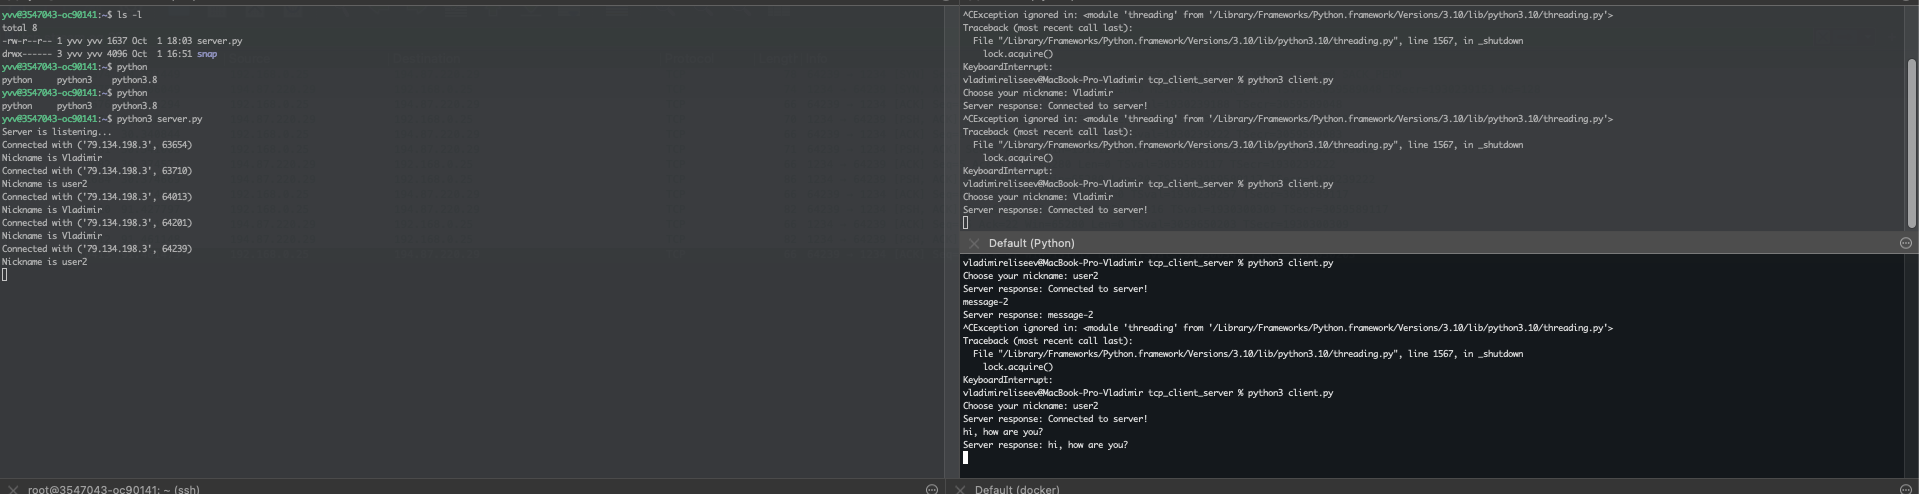 yvv@3547043-oc90141:~$ ls -l
total 8
-rw-r--r-- 1 yvv yvv 1637 Oct  1 18:03 server.py
drwx------ 3 yvv yvv 4096 Oct  1 16:51 snap
yvv@3547043-oc90141:~$ python
python     python3    python3.8
yvv@3547043-oc90141:~$ python
python     python3    python3.8
yvv@3547043-oc90141:~$ python3 server.py
Server is listening...
Connected with ('79.134.198.3', 63654)
Nickname is Vladimir
Connected with ('79.134.198.3', 63710)
Nickname is user2
Connected with ('79.134.198.3', 64013)
Nickname is Vladimir
Connected with ('79.134.198.3', 64201)
Nickname is Vladimir
Connected with ('79.134.198.3', 64239)
Nickname is user2
^CException ignored in: <module 'threading' from '/Library/Frameworks/Python.framework/Versions/3.10/lib/python3.10/threading.py'>
Traceback (most recent call last):
  File "/Library/Frameworks/Python.framework/Versions/3.10/lib/python3.10/threading.py", line 1567, in _shutdown
    lock.acquire()
KeyboardInterrupt:
vladimireliseev@MacBook-Pro-Vladimir tcp_client_server % python3 client.py
Choose your nickname: Vladimir
Server response: Connected to server!
^CException ignored in: <module 'threading' from '/Library/Frameworks/Python.framework/Versions/3.10/lib/python3.10/threading.py'>
Traceback (most recent call last):
  File "/Library/Frameworks/Python.framework/Versions/3.10/lib/python3.10/threading.py", line 1567, in _shutdown
    lock.acquire()
KeyboardInterrupt:
vladimireliseev@MacBook-Pro-Vladimir tcp_client_server % python3 client.py
Choose your nickname: Vladimir
Server response: Connected to server!
Default (Python)
vladimireliseev@MacBook-Pro-Vladimir tcp_client_server % python3 client.py
Choose your nickname: user2
Server response: Connected to server!
message-2
Server response: message-2
^CException ignored in: <module 'threading' from '/Library/Frameworks/Python.framework/Versions/3.10/lib/python3.10/threading.py'>
Traceback (most recent call last):
  File "/Library/Frameworks/Python.framework/Versions/3.10/lib/python3.10/threading.py", line 1567, in _shutdown
    lock.acquire()
KeyboardInterrupt:
vladimireliseev@MacBook-Pro-Vladimir tcp_client_server % python3 client.py
Choose your nickname: user2
Server response: Connected to server!
hi, how are you?
Server response: hi, how are you?
root@3547043-oc90141: ~ (ssh)
Default (docker)